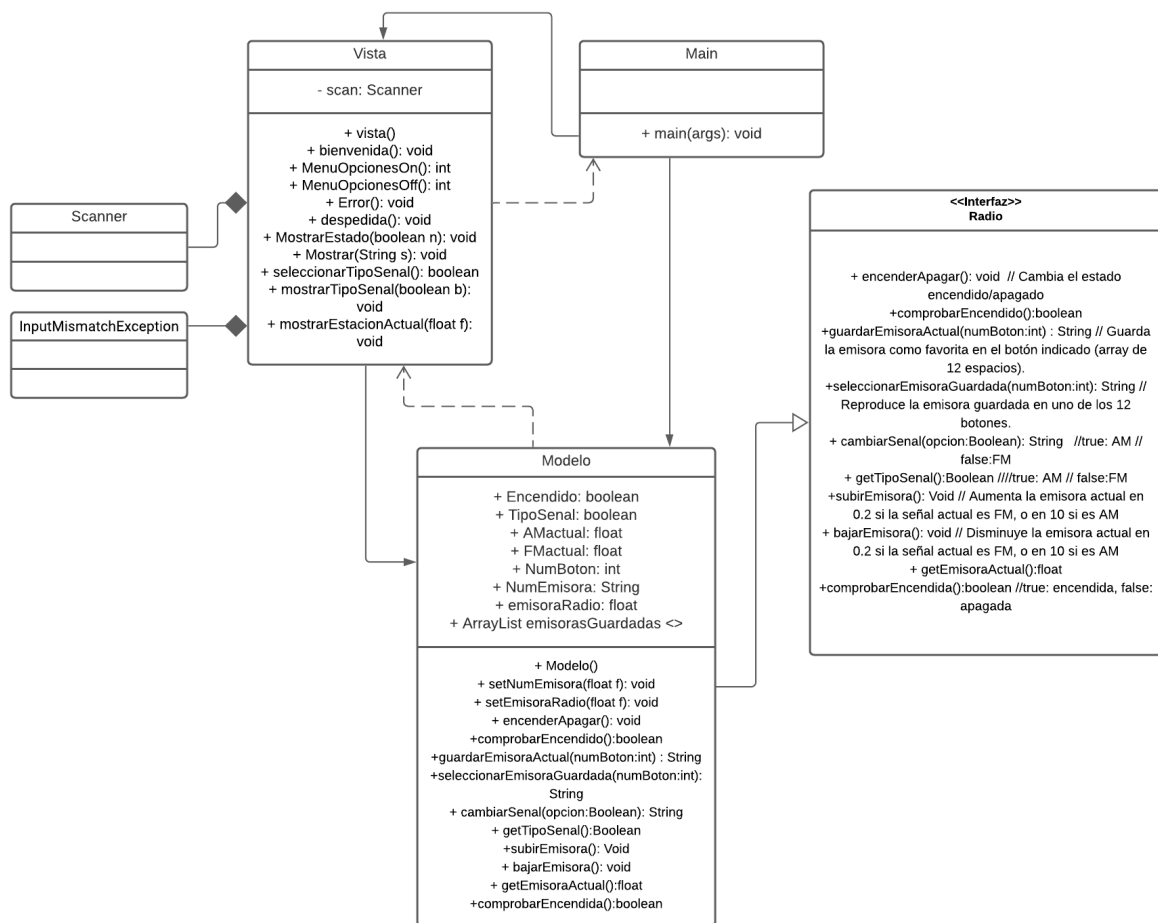 Vista
- scan: Scanner
+ vista()
+ bienvenida(): void
+ MenuOpcionesOn(): int
+ MenuOpcionesOff(): int
+ Error(): void
+ despedida(): void
+ MostrarEstado(boolean n): void
+ Mostrar(String s): void
+ seleccionarTipoSenal(): boolean
+ mostrarTipoSenal(boolean b):
void
+ mostrarEstacionActual(float f):
void
Main
+ main(args): void
Scanner
InputMismatchException
<<Interfaz>>
Radio
+ encenderApagar(): void // Cambia el estado
encendido/apagado
+comprobarEncendido():boolean
+guardarEmisoraActual(numBoton:int) : String // Guarda
la emisora como favorita en el botón indicado (array de
12 espacios).
+seleccionarEmisoraGuardada(numBoton:int): String //
Reproduce la emisora guardada en uno de los 12
botones.
+ cambiarSenal(opcion:Boolean): String //true: AM //
false:FM
+ getTipoSenal():Boolean ////true: AM // false:FM
+subirEmisora(): Void // Aumenta la emisora actual en
0.2 si la señal actual es FM, o en 10 si es AM
+ bajarEmisora(): void // Disminuye la emisora actual en
0.2 si la señal actual es FM, o en 10 si es AM
+ getEmisoraActual():float
+comprobarEncendida():boolean //true: encendida, false:
apagada
Modelo
+ Encendido: boolean
+ TipoSenal: boolean
+ AMactual: float
+ FMactual: float
+ NumBoton: int
+ NumEmisora: String
+ emisoraRadio: float
+ ArrayList emisorasGuardadas <>
+ Modelo()
+ setNumEmisora(float f): void
+ setEmisoraRadio(float f): void
+ encenderApagar(): void
+comprobarEncendido():boolean
+guardarEmisoraActual(numBoton:int) : String
+seleccionarEmisoraGuardada(numBoton:int):
String
+ cambiarSenal(opcion:Boolean): String
+ getTipoSenal():Boolean
+subirEmisora(): Void
+ bajarEmisora(): void
+ getEmisoraActual():float
+comprobarEncendida():boolean